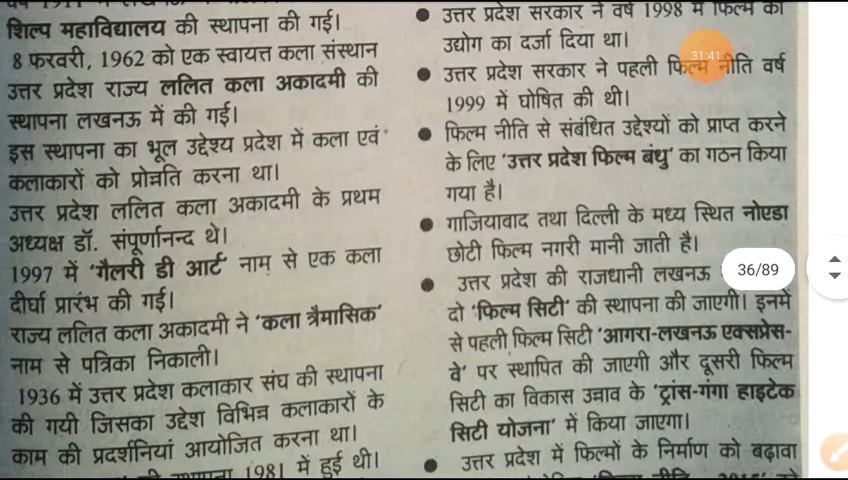 शिल्प महाविद्यालय की स्थापना की गई।
8 फरवरी, 1962 को एक स्वायत्त कला संस्थान
उत्तर प्रदेश राज्य ललित कला अकादमी की
स्थापना लखनऊ में की गई।
इस स्थापना का भूल उद्देश्य प्रदेश में कला एवं
कलाकारों को प्रोन्नति करना था।
उत्तर प्रदेश ललित कला अकादमी के प्रथम
अध्यक्ष डॉ. संपूर्णानन्द थे।
1997 में 'गैलरी डी आर्ट' नाम से एक कला
दीर्घा प्रारंभ की गई।
राज्य ललित कला अकादमी ने 'कला त्रैमासिक'
नाम से पत्रिका निकाली।
1936 में उत्तर प्रदेश कलाकार संघ की स्थापना
की गयी जिसका उद्देश विभिन्न कलाकारों के
काम की प्रदर्शनियां आयोजित करना था।
1981 में हुई थी।
● उत्तर प्रदेश सरकार ने वर्ष 1998 में फिल्म को
उद्योग का दर्जा दिया था।
● उत्तर प्रदेश सरकार ने पहली फिल्म नीति वर्ष
1999 में घोषित की थी।
● फिल्म नीति से संबंधित उद्देश्यों को प्राप्त करने
के लिए 'उत्तर प्रदेश फिल्म बंधु' का गठन किया
गया है।
● गाजियाबाद तथा दिल्ली के मध्य स्थित नोएडा
छोटी फिल्म नगरी मानी जाती है।
● उत्तर प्रदेश की राजधानी लखनऊ
दो 'फिल्म सिटी' की स्थापना की जाएगी। इनमें
से पहली फिल्म सिटी 'आगरा-लखनऊ एक्सप्रेस-
वे' पर स्थापित की जाएगी और दूसरी फिल्म
सिटी का विकास उन्नाव के 'ट्रांस-गंगा हाइटेक
सिटी योजना' में किया जाएगा।
● उत्तर प्रदेश में फिल्मों के निर्माण को बढ़ावा
31:41
36/89